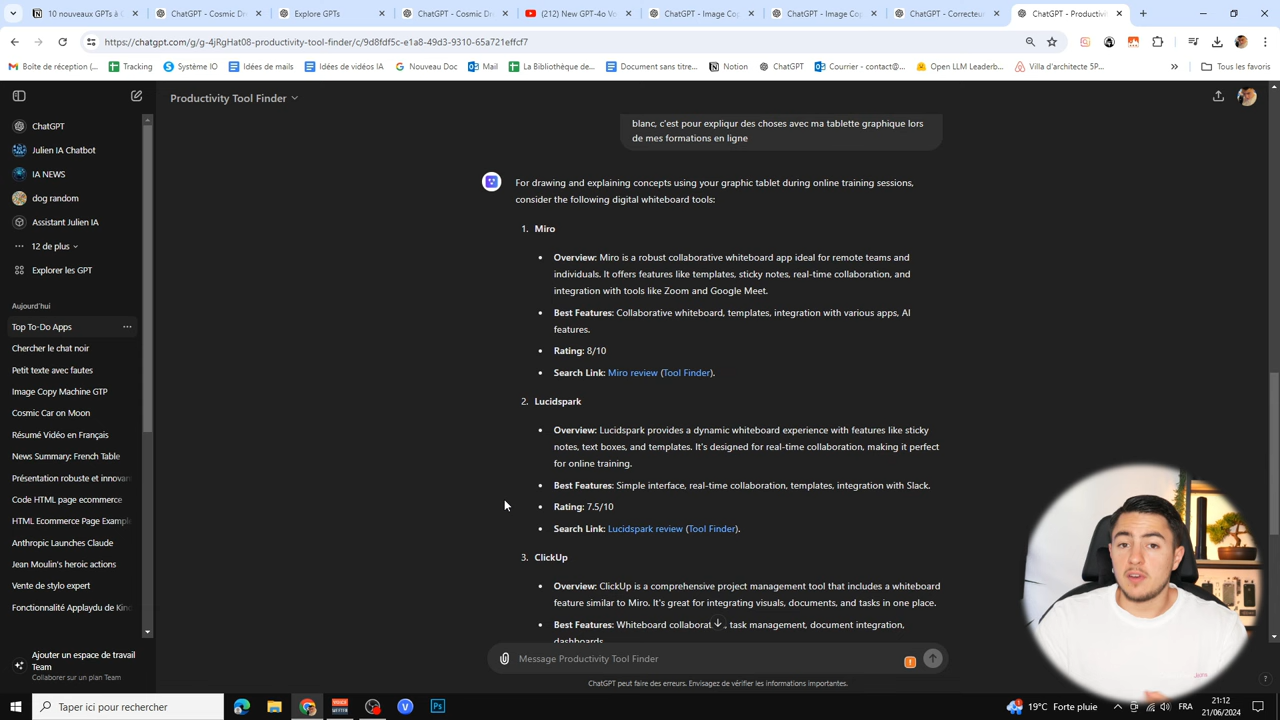 10 nouveaux GPTs à
ChatGPT - Cosmic Dr
Explore GPTs
ChatGPT - Cosmic Dr
(212) New GPT-4o Vo
ChatGPT - Image Cop
ChatGPT - Image Cop
ChatGPT - Correcteur
ChatGPT - Productivi
https://chatgpt.com/g/g-4jRgHat08-productivity-tool-finder/c/9d8f6f5c-e1a8-49d3-9310-65a721effcf7
Boîte de réception (...
Tracking
Système IO
Idées de mails
Idées de vidéos IA
Nouveau Doc
Mail
La Bibliothèque de...
Document sans titre...
Notion
ChatGPT
Courrier - contact@...
Open LLM Leaderb...
Villa d'architecte 5P...
Tous les favoris
Productivity Tool Finder
ChatGPT
Julien IA Chatbot
IA NEWS
dog random
Assistant Julien IA
12 de plus
Explorer les GPT
Aujourd'hui
Top To-Do Apps
Chercher le chat noir
Petit texte avec fautes
Image Copy Machine GTP
Cosmic Car on Moon
Résumé Vidéo en Français
News Summary: French Table
Présentation robuste et innovan
Code HTML page ecommerce
HTML Ecommerce Page Exampl
Anthropic Launches Claude
Jean Moulin's heroic actions
Vente de stylo expert
Fonctionnalité Applaydu de Kin
Ajouter un espace de travail
Team
Collaborer sur un plan Team
blanc, c'est pour expliqur des choses avec ma tablette graphique lors
de mes formations en ligne
For drawing and explaining concepts using your graphic tablet during online training sessions,
consider the following digital whiteboard tools:
1. Miro
Overview: Miro is a robust collaborative whiteboard app ideal for remote teams and
individuals. It offers features like templates, sticky notes, real-time collaboration, and
integration with tools like Zoom and Google Meet.
Best Features: Collaborative whiteboard, templates, integration with various apps, AI
features.
Rating: 8/10
Search Link: Miro review (Tool Finder).
2. Lucidspark
Overview: Lucidspark provides a dynamic whiteboard experience with features like sticky
notes, text boxes, and templates. It's designed for real-time collaboration, making it perfect
for online training.
Best Features: Simple interface, real-time collaboration, templates, integration with Slack.
Rating: 7.5/10
Search Link: Lucidspark review (Tool Finder).
3. ClickUp
Overview: ClickUp is a comprehensive project management tool that includes a whiteboard
feature similar to Miro. It's great for integrating visuals, documents, and tasks in one place.
Best Features: Whiteboard collaborat task management, document integration,
dashboards.
Message Productivity Tool Finder
ChatGPT peut faire des erreurs. Envisagez de vérifier les informations importantes.
Taper ici pour rechercher
19°C Forte pluie
FRA
21:12
21/06/2024